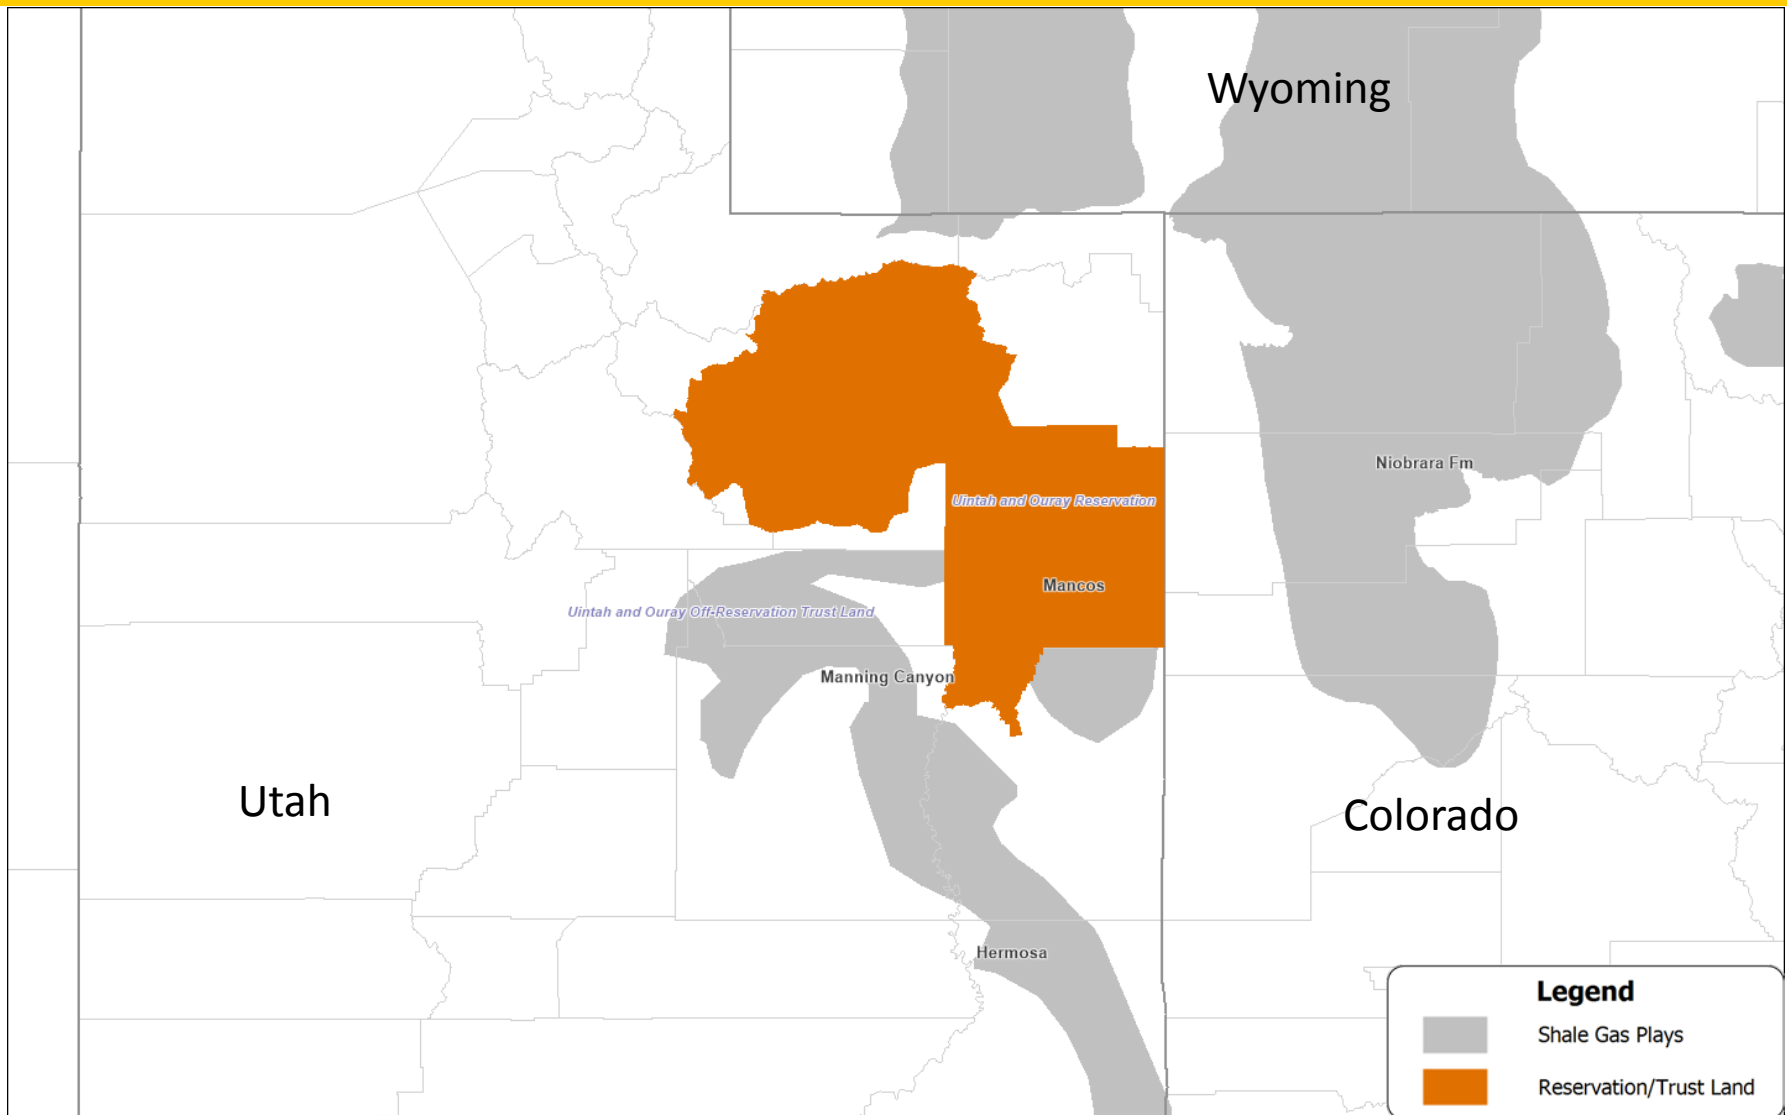 Wyoming
Niobrara Fm
Uintah and Ouray Reservation
Mancos
Uintah and Ouray Off-Reservation Trust Land
Manning Canyon
Utah
Colorado
Hermosa
Legend
Shale Gas Plays
Reservation/Trust Land